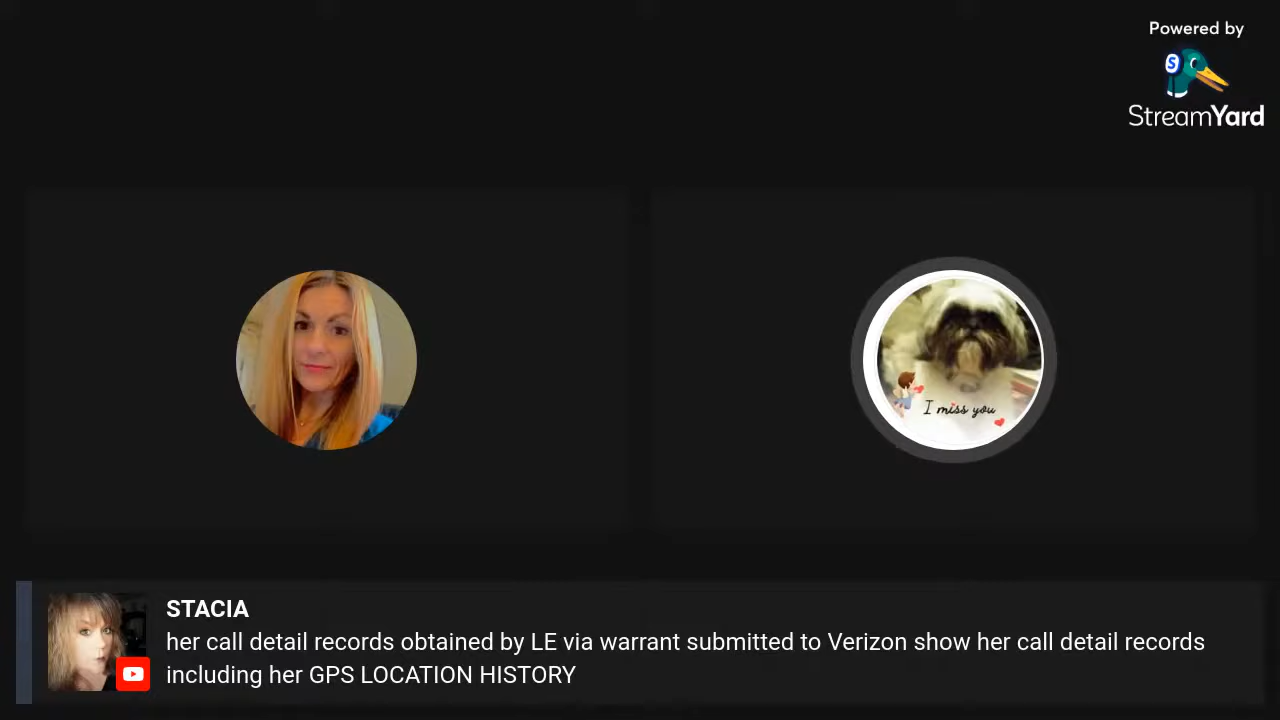 Powered by
S
StreamYard
I miss you
STACIA
her call detail records obtained by LE via warrant submitted to Verizon show her call detail records
including her GPS LOCATION HISTORY